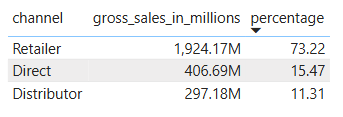 channel gross_sales_in_millions percentage
Retailer 1,924.17M 73.22
Direct 406.69M 15.47
Distributor 297.18M 11.31